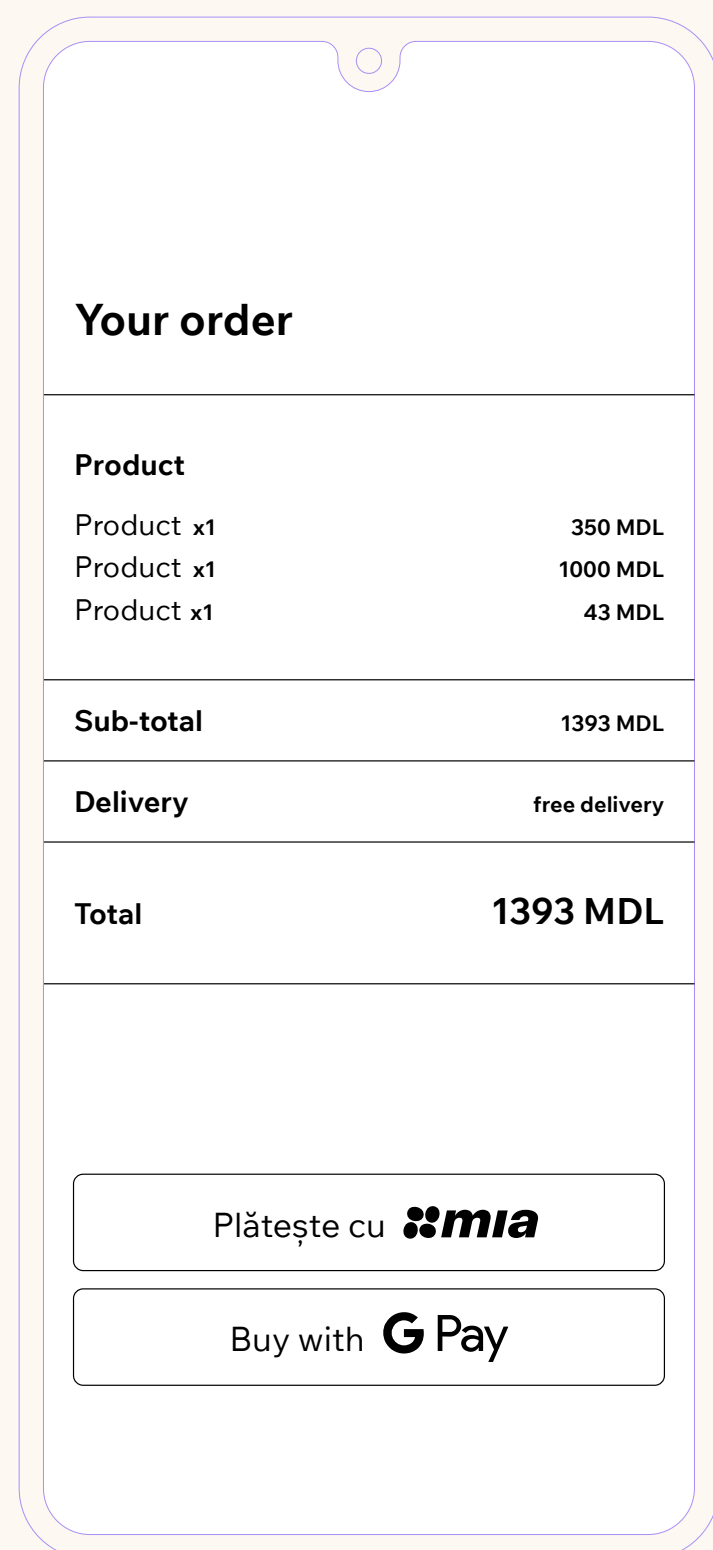 Your order
Product
Product x1 350 MDL
Product x1 1000 MDL
Product x1 43 MDL
Sub-total 1393 MDL
Delivery free delivery
Total 1393 MDL
Plătește cu mia
Buy with G Pay